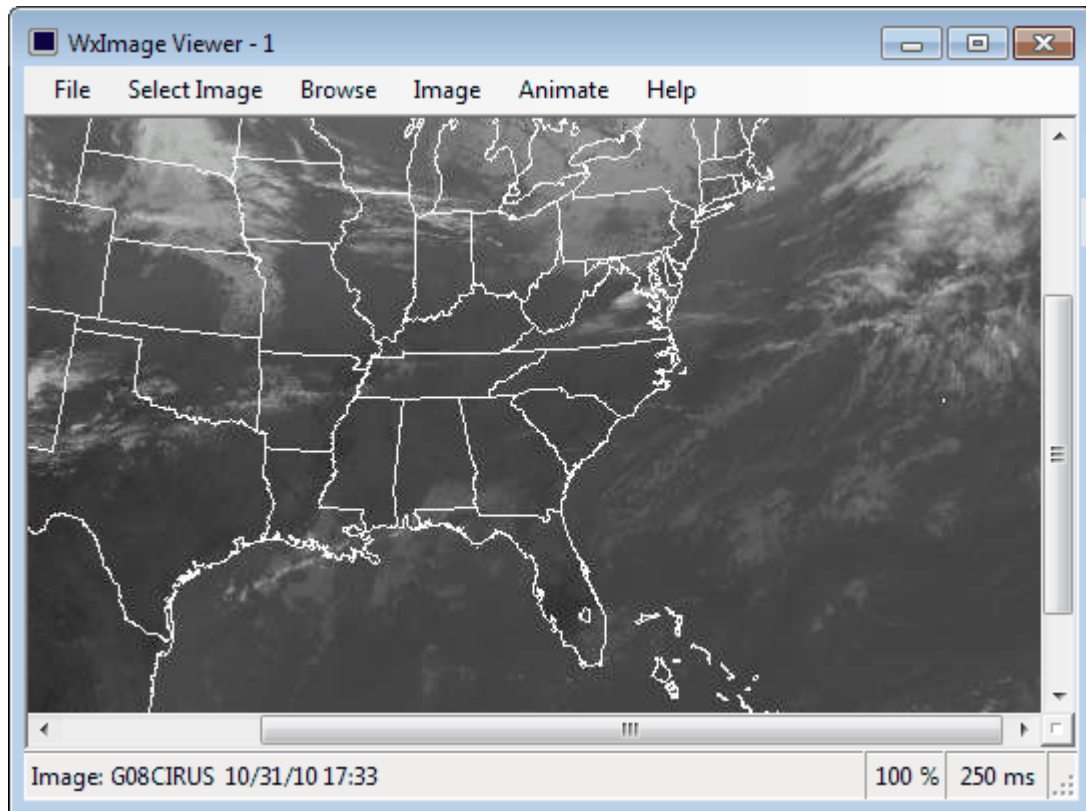 WxImage Viewer - 1
File Select Image Browse Image Animate Help
Image: G08CIRUS 10/31/10 17:33 100 % 250 ms